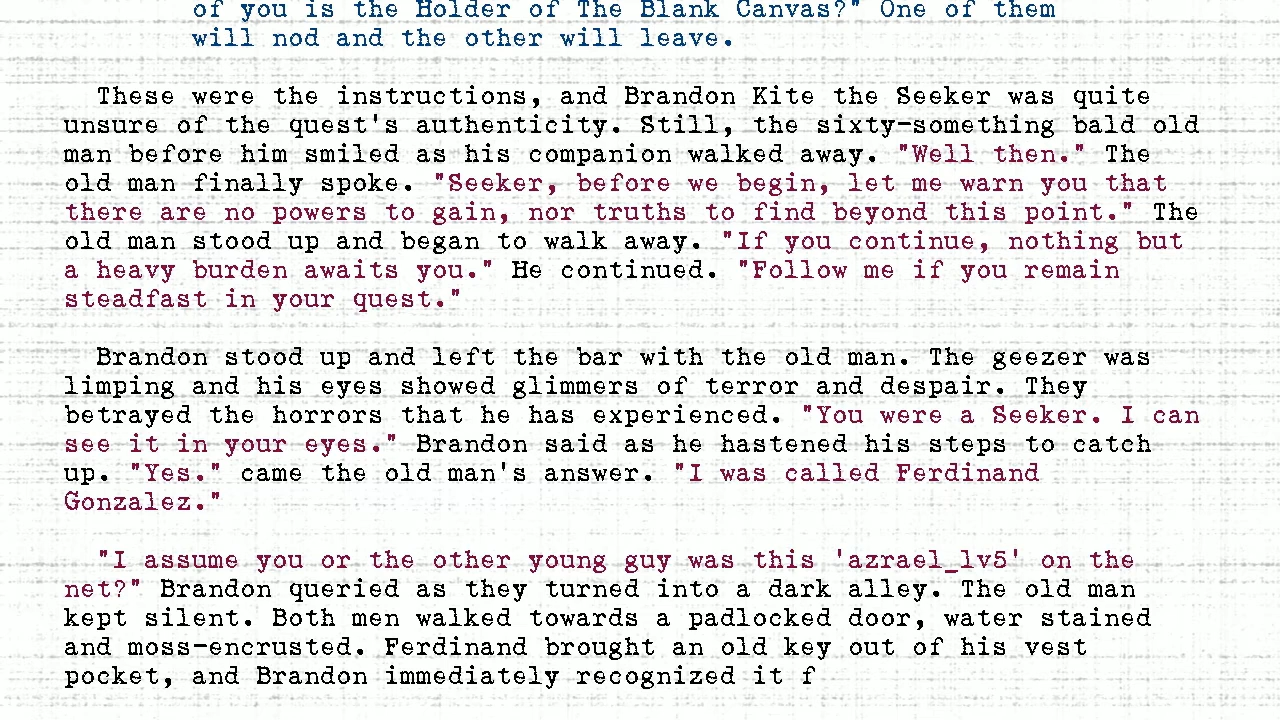 of you is the Holder of The Blank Canvas?" One of them
will nod and the other will leave.
These were the instructions, and Brandon Kite the Seeker was quite
unsure of the quest's authenticity. Still, the sixty-something bald old
man before him smiled as his companion walked away. "Well then." The
old man finally spoke. "Seeker, before we begin, let me warn you that
there are no powers to gain, nor truths to find beyond this point." The
old man stood up and began to walk away. "If you continue, nothing but
a heavy burden awaits you." He continued. "Follow me if you remain
steadfast in your quest."
Brandon stood up and left the bar with the old man. The geezer was
limping and his eyes showed glimmers of terror and despair. They
betrayed the horrors that he has experienced. "You were a Seeker. I can
see it in your eyes." Brandon said as he hastened his steps to catch
up. "Yes." came the old man's answer. "I was called Ferdinand
Gonzalez."
"I assume you or the other young guy was this 'azrael_lv5' on the
net?" Brandon queried as they turned into a dark alley. The old man
kept silent. Both men walked towards a padlocked door, water stained
and moss-encrusted. Ferdinand brought an old key out of his vest
pocket, and Brandon immediately recognized it f